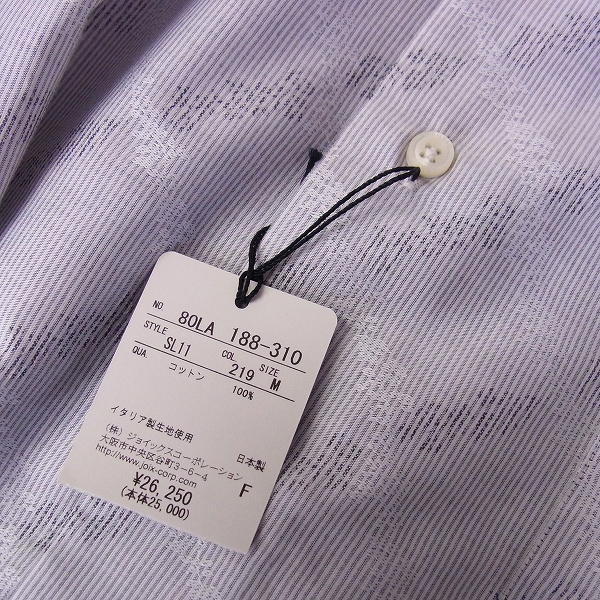 NO 80LA 188-310
STYLE SL11 COL 219 SIZE M
QUA. コットン 100%
イタリア製生地使用
日本製
(株)ジョイックスコーポレーション
大阪市中央区谷町3-6-4
http://www.joix-corp.com
F
¥26,250
(本体25,000)